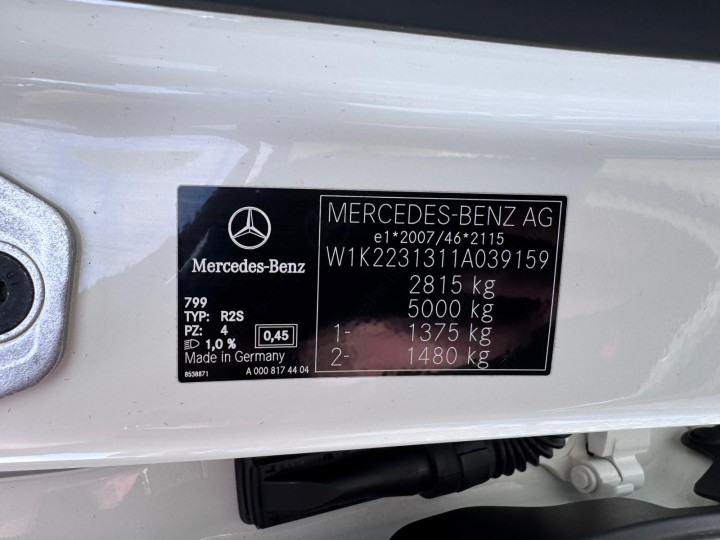 Mercedes-Benz
799
TYP: R2S
PZ: 4
1,0 %
0,45
Made in Germany
8538871
A 000 817 44 04
MERCEDES-BENZ AG
e1*2007/46*2115
W1K2231311A039159
2815 kg
5000 kg
1- 1375 kg
2- 1480 kg